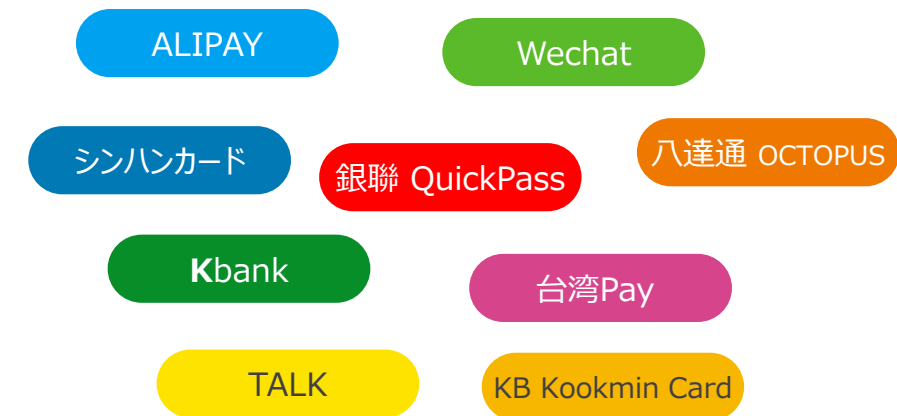 ALIPAY
Wechat
シンハンカード
銀聯 QuickPass
八達通 OCTOPUS
Kbank
台湾Pay
TALK
KB Kookmin Card